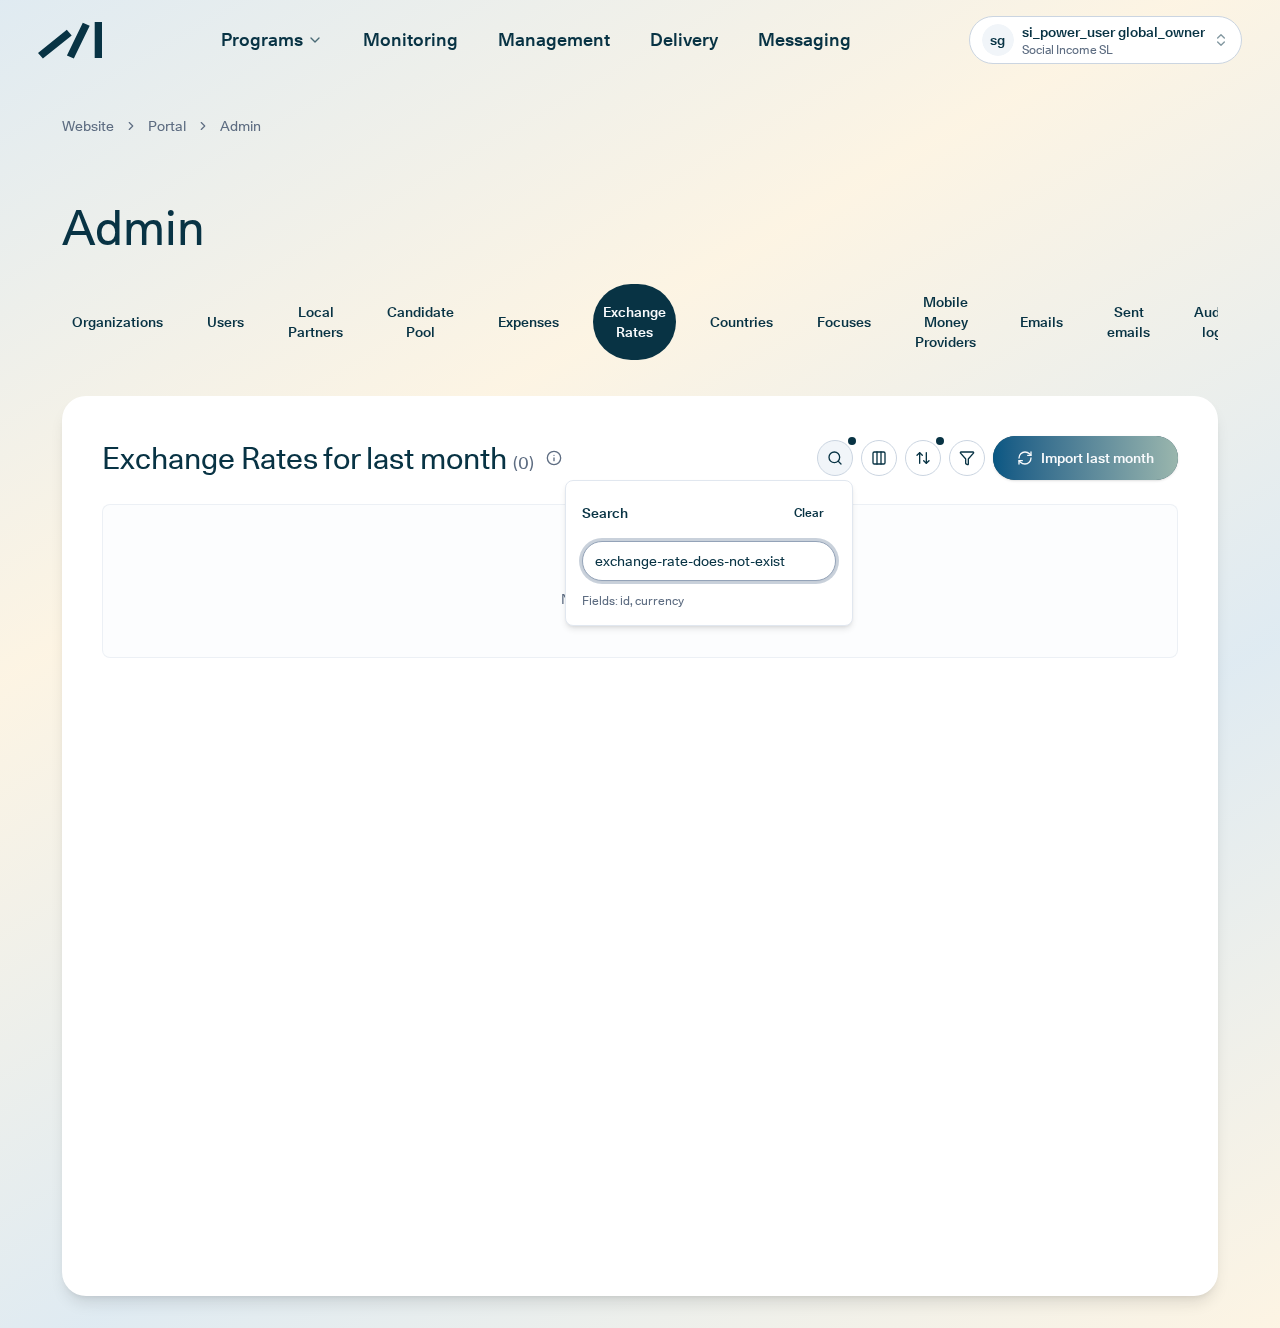 Programs
Monitoring
Management
Delivery
Messaging
sg
si_power_user global_owner
Social Income SL
Website
Portal
Admin
Admin
Organizations
Users
Local
Partners
Candidate
Pool
Expenses
Exchange
Rates
Countries
Focuses
Mobile
Money
Providers
Emails
Sent
emails
Exchange Rates for last month (0)
Import last month
Search
Clear
exchange-rate-does-not-exist
Fields: id, currency